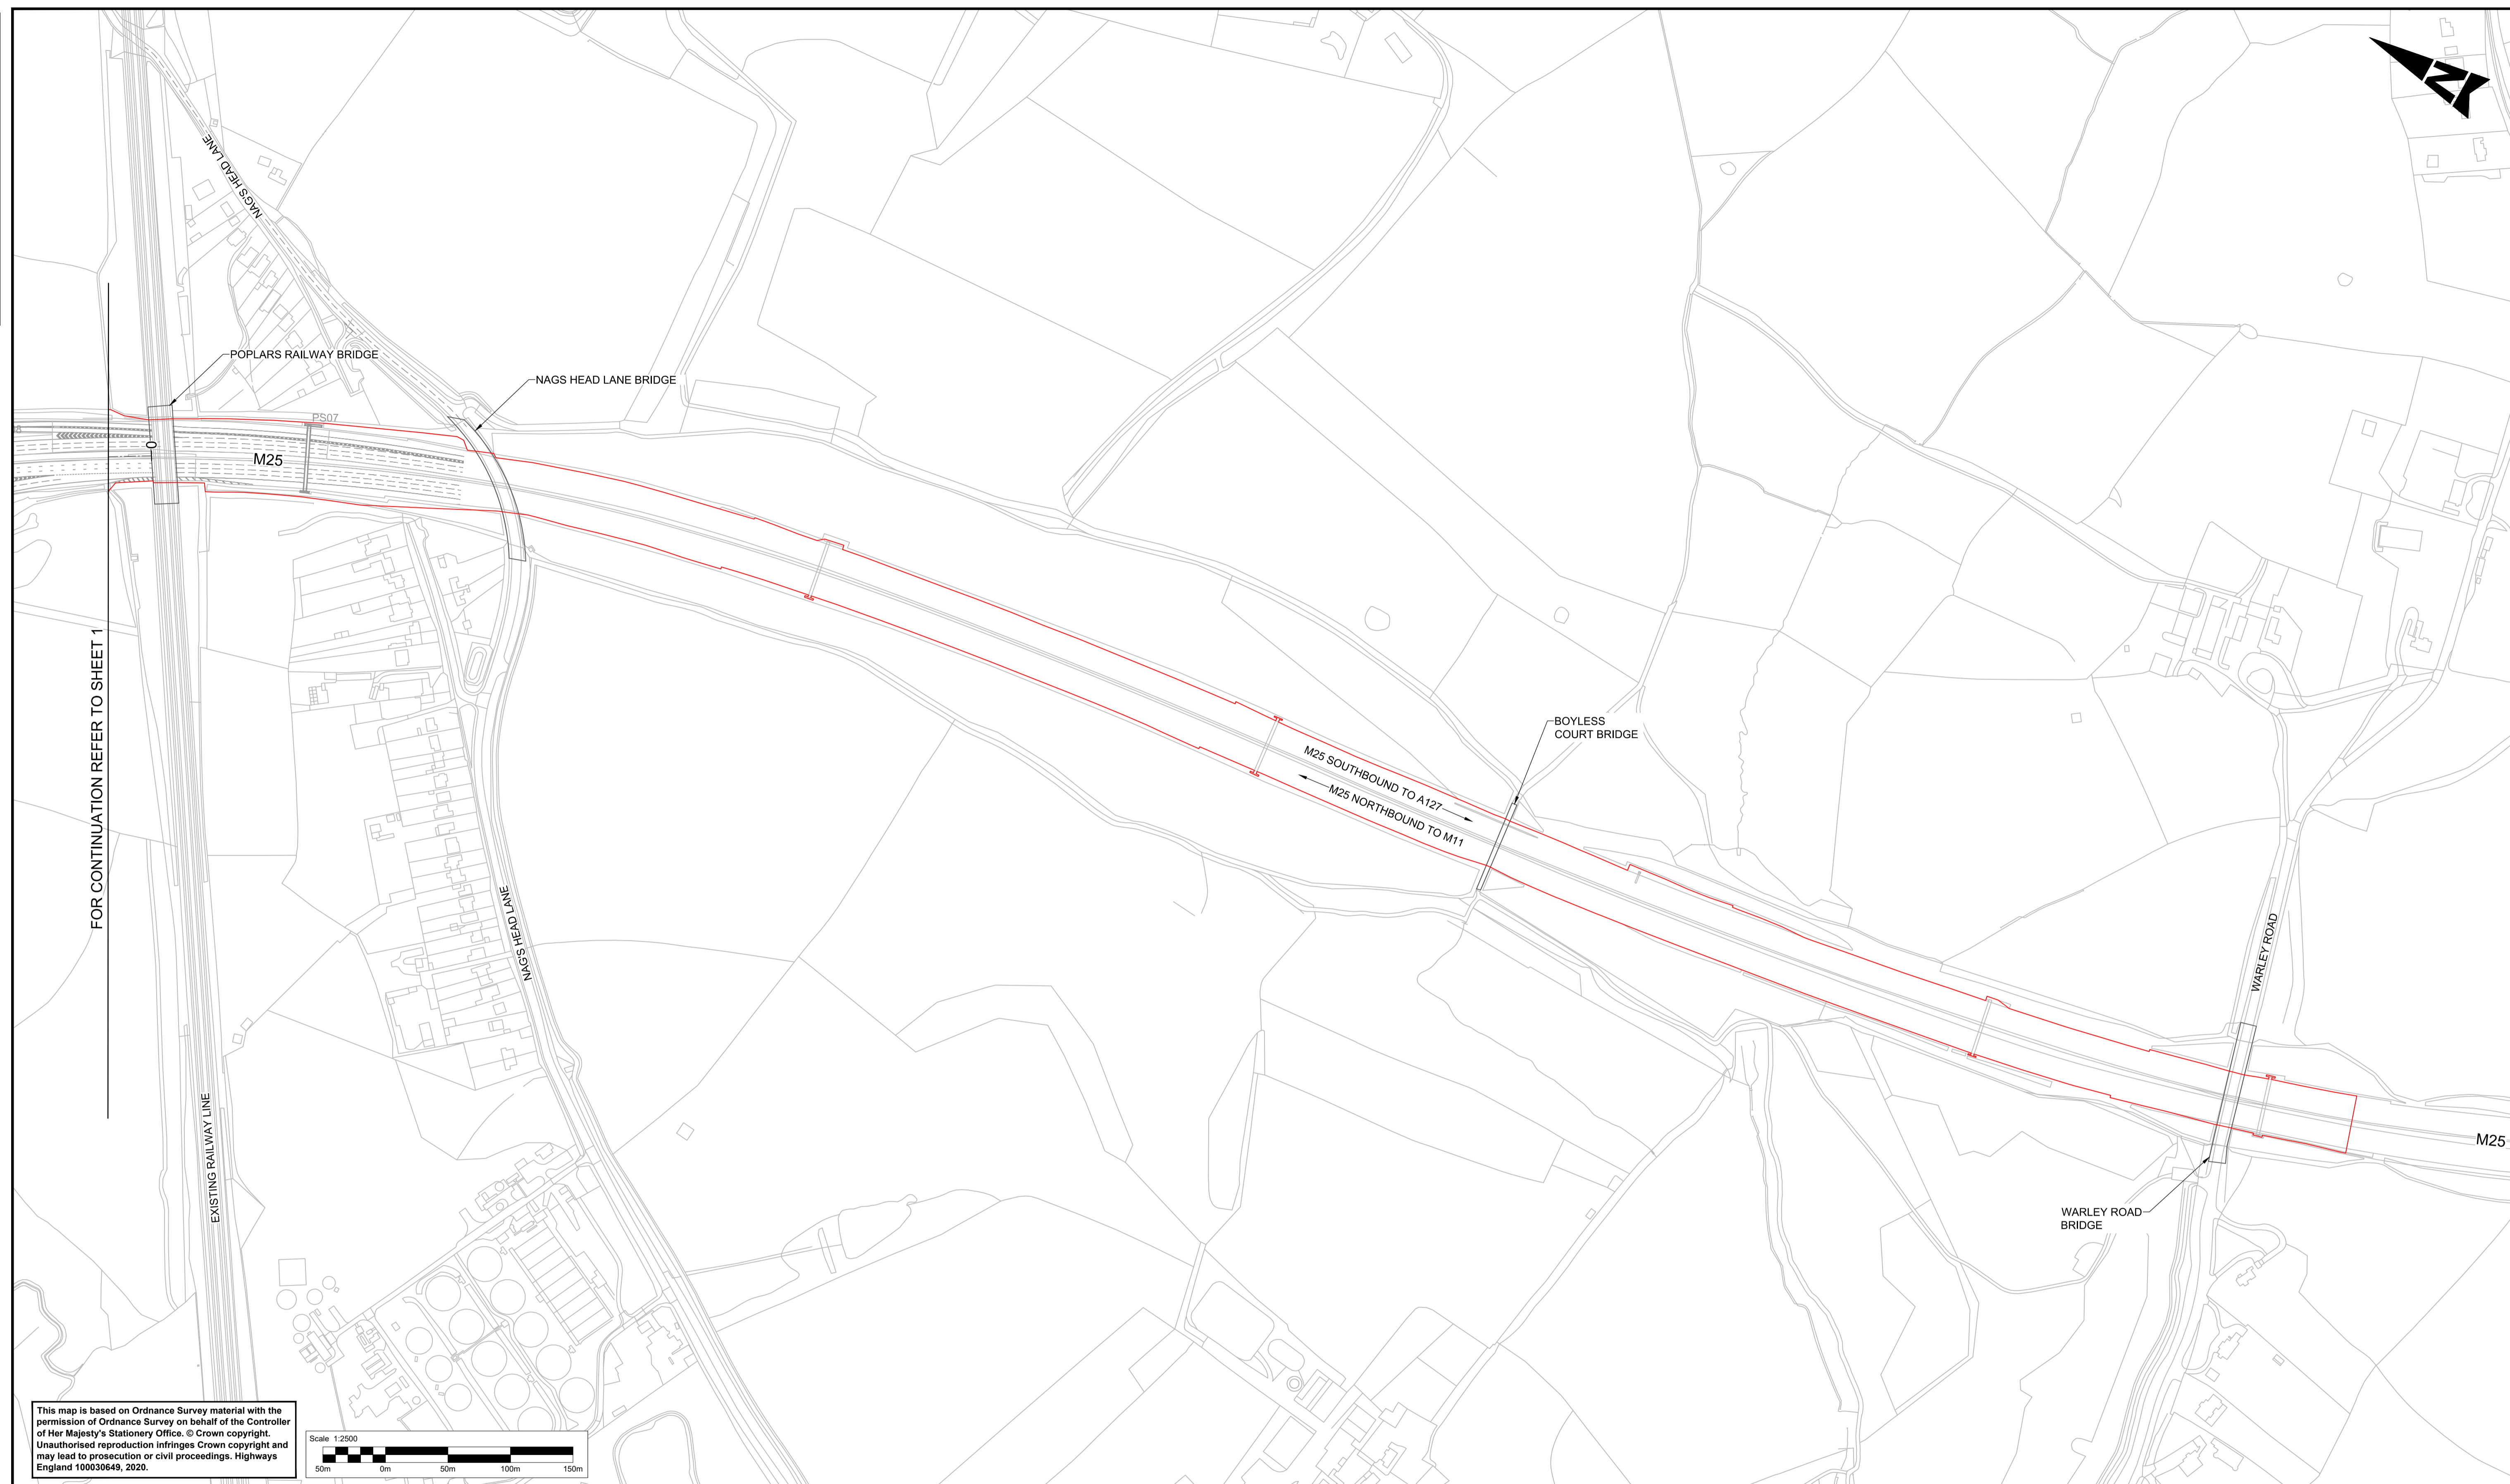 NAG'S HEAD LANE
POPLARS RAILWAY BRIDGE
NAGS HEAD LANE BRIDGE
PS07
M25
FOR CONTINUATION REFER TO SHEET 1
BOYLESS
COURT BRIDGE
M25 SOUTHBOUND TO A127
M25 NORTHBOUND TO M11
NAG'S HEAD LANE
WARLEY ROAD
EXISTING RAILWAY LINE
M25
WARLEY ROAD
BRIDGE
This map is based on Ordnance Survey material with the
permission of Ordnance Survey on behalf of the Controller
of Her Majesty's Stationery Office. © Crown copyright.
Unauthorised reproduction infringes Crown copyright and
may lead to prosecution or civil proceedings. Highways
England 100030649, 2020.
Scale 1:2500
50m 0m 50m 100m 150m
N